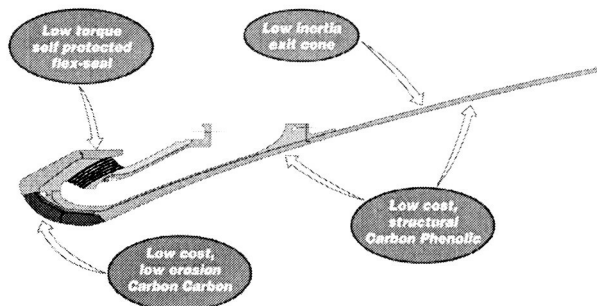 Low torque
self protected
flex-seal
Low inertia
exit cone
Low cost,
structural
Carbon Phenolic
Low cost,
low erosion
Carbon Carbon